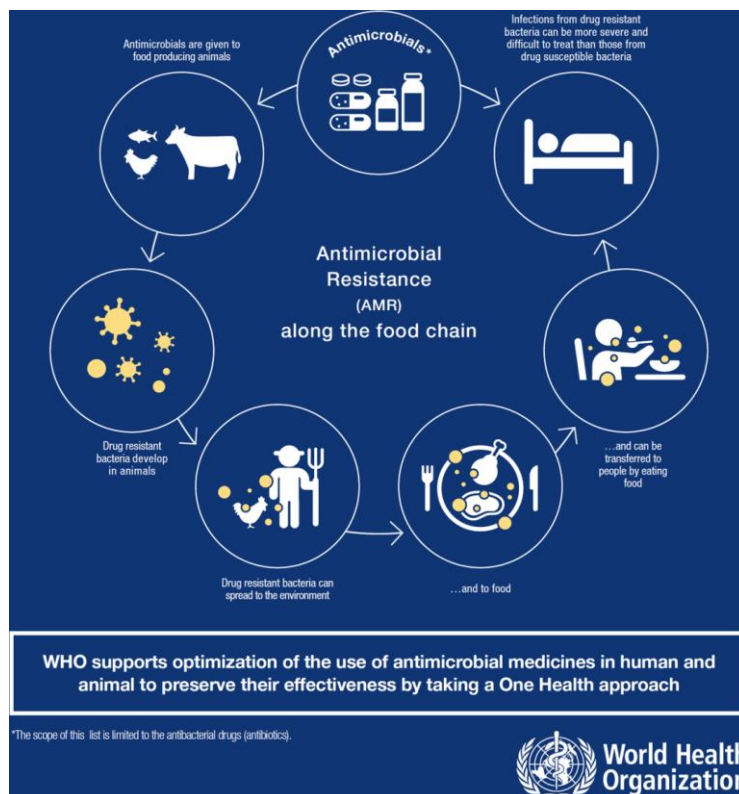 Antimicrobials*
Antimicrobials are given to
food producing animals
Infections from drug resistant
bacteria can be more severe and
difficult to treat than those from
drug susceptible bacteria
Antimicrobial
Resistance
(AMR)
along the food chain
Drug resistant
bacteria develop
in animals
Drug resistant bacteria can
spread to the environment
…and to food
…and can be
transferred to
people by eating
food
WHO supports optimization of the use of antimicrobial medicines in human and
animal to preserve their effectiveness by taking a One Health approach
*The scope of this list is limited to the antibacterial drugs (antibiotics).
World Health
Organization